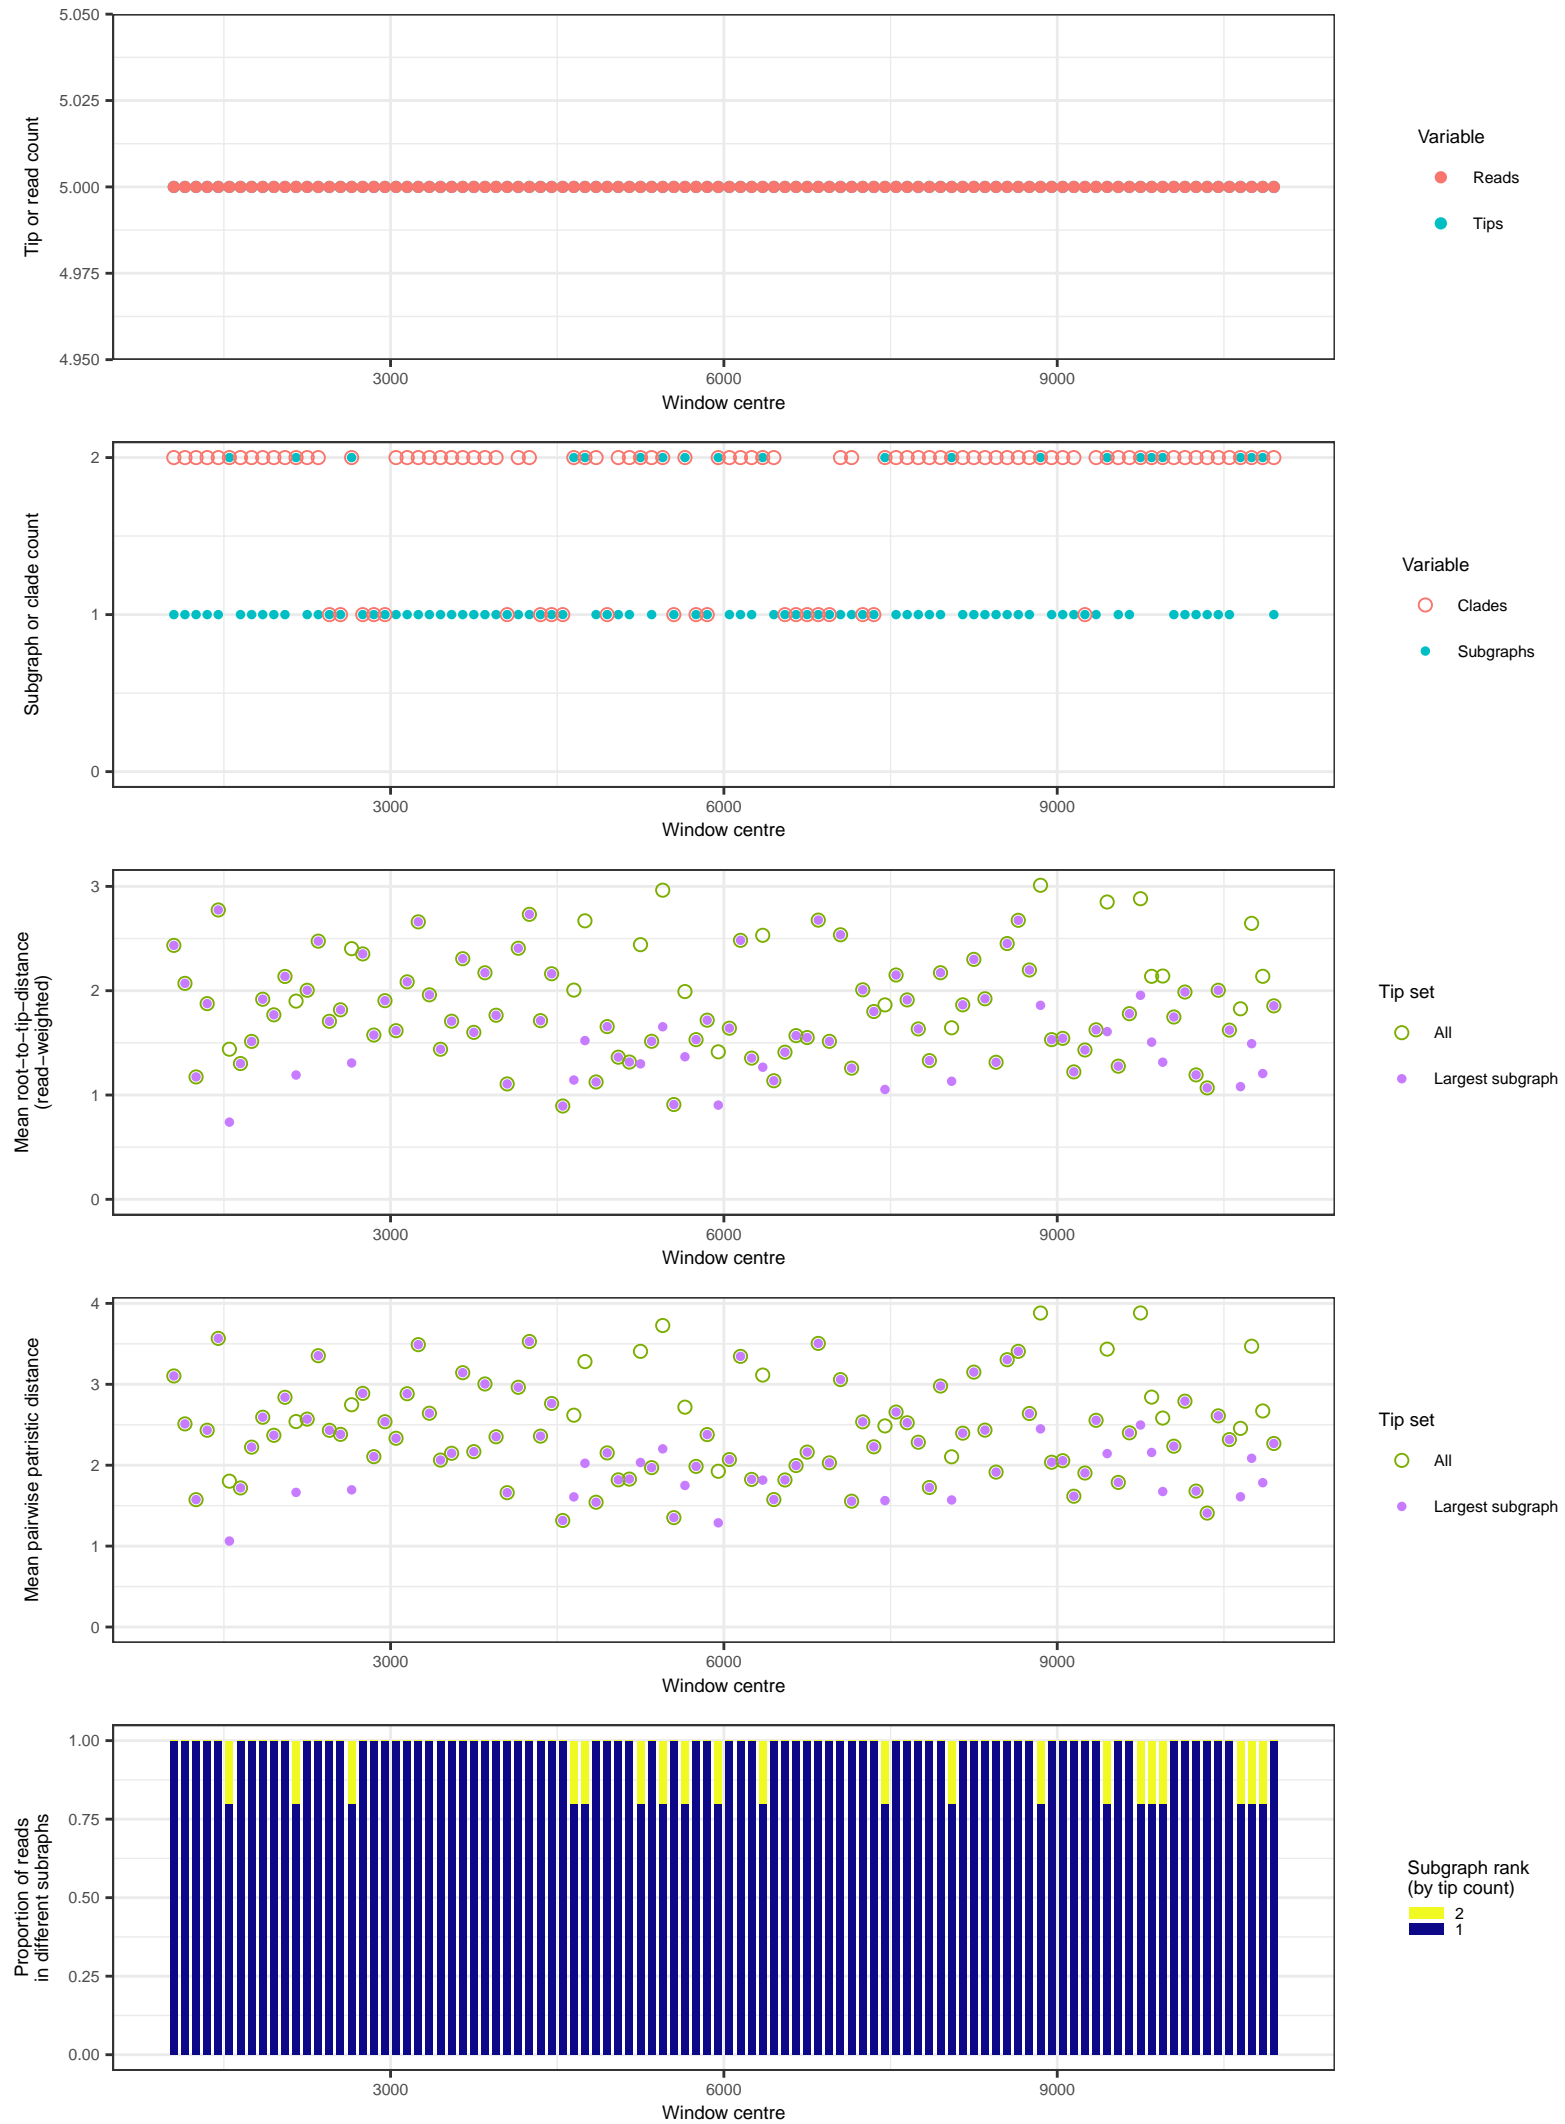 5.050
5.025
5.000
4.975
4.950
Tip or read count
3000
6000
9000
Window centre
Variable
Reads
Tips
2
1
0
Subgraph or clade count
3000
6000
9000
Window centre
Variable
Clades
Subgraphs
3
2
1
0
Mean root−to−tip−distance
(read−weighted)
3000
6000
9000
Window centre
Tip set
All
Largest subgraph
4
3
2
1
0
Mean pairwise patristic distance
3000
6000
9000
Window centre
Tip set
All
Largest subgraph
1.00
0.75
0.50
0.25
0.00
Proportion of reads
in different subraphs
3000
6000
9000
Window centre
Subgraph rank
(by tip count)
2
1